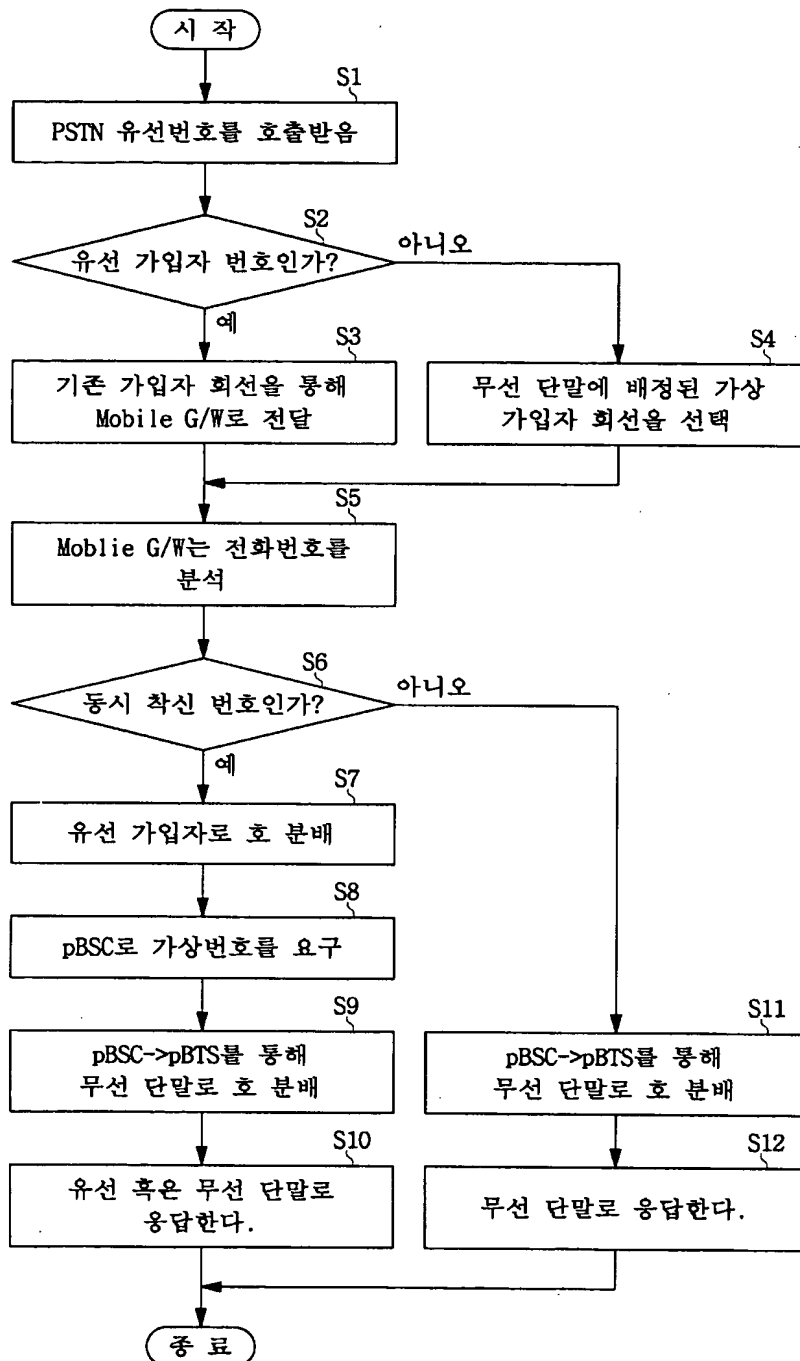 시 작
S1
PSTN 유선번호를 호출받음
S2
유선 가입자 번호인가?
아니오
예
S3
기존 가입자 회선을 통해
Mobile G/W로 전달
S4
무선 단말에 배정된 가상
가입자 회선을 선택
S5
Moblie G/W는 전화번호를
분석
S6
동시 착신 번호인가?
아니오
예
S7
유선 가입자로 호 분배
S8
pBSC로 가상번호를 요구
S9
pBSC->pBTS를 통해
무선 단말로 호 분배
S11
pBSC->pBTS를 통해
무선 단말로 호 분배
S10
유선 혹은 무선 단말로
응답한다.
S12
무선 단말로 응답한다.
종 료